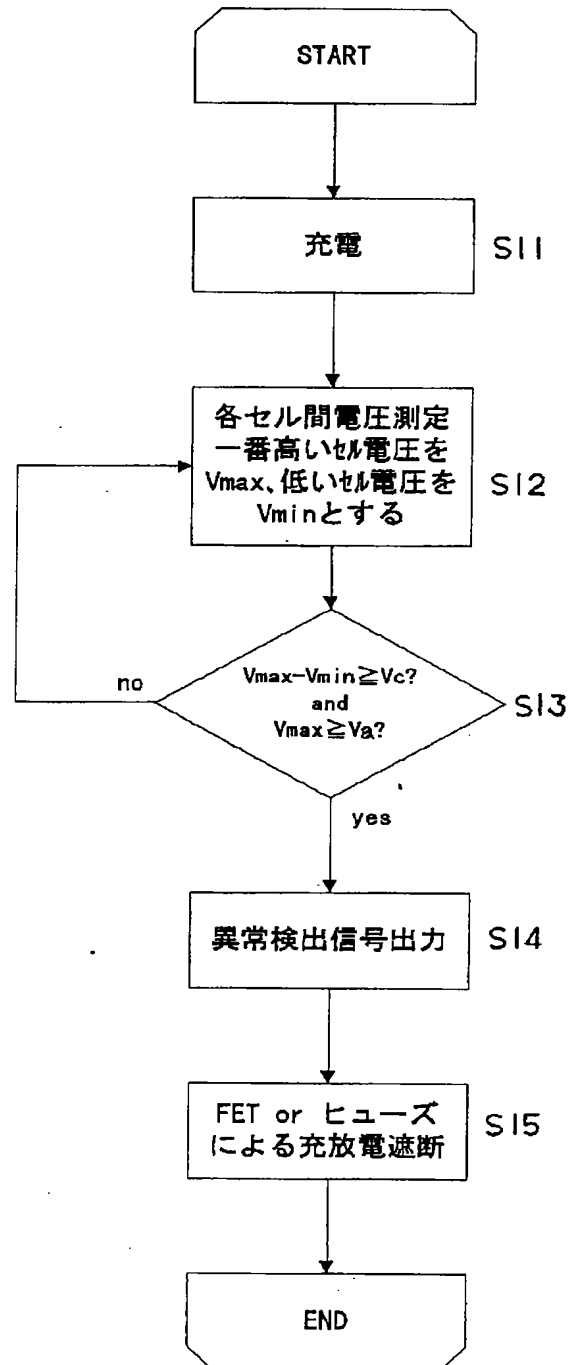 START
充電
S11
各セル間電圧測定
一番高いｾﾙ電圧を
Vmax、低いｾﾙ電圧を
Vminとする
S12
Vmax-Vmin≧Vc?
and
Vmax≧Va?
S13
no
yes
異常検出信号出力
S14
FET or ヒューズ
による充放電遮断
S15
END